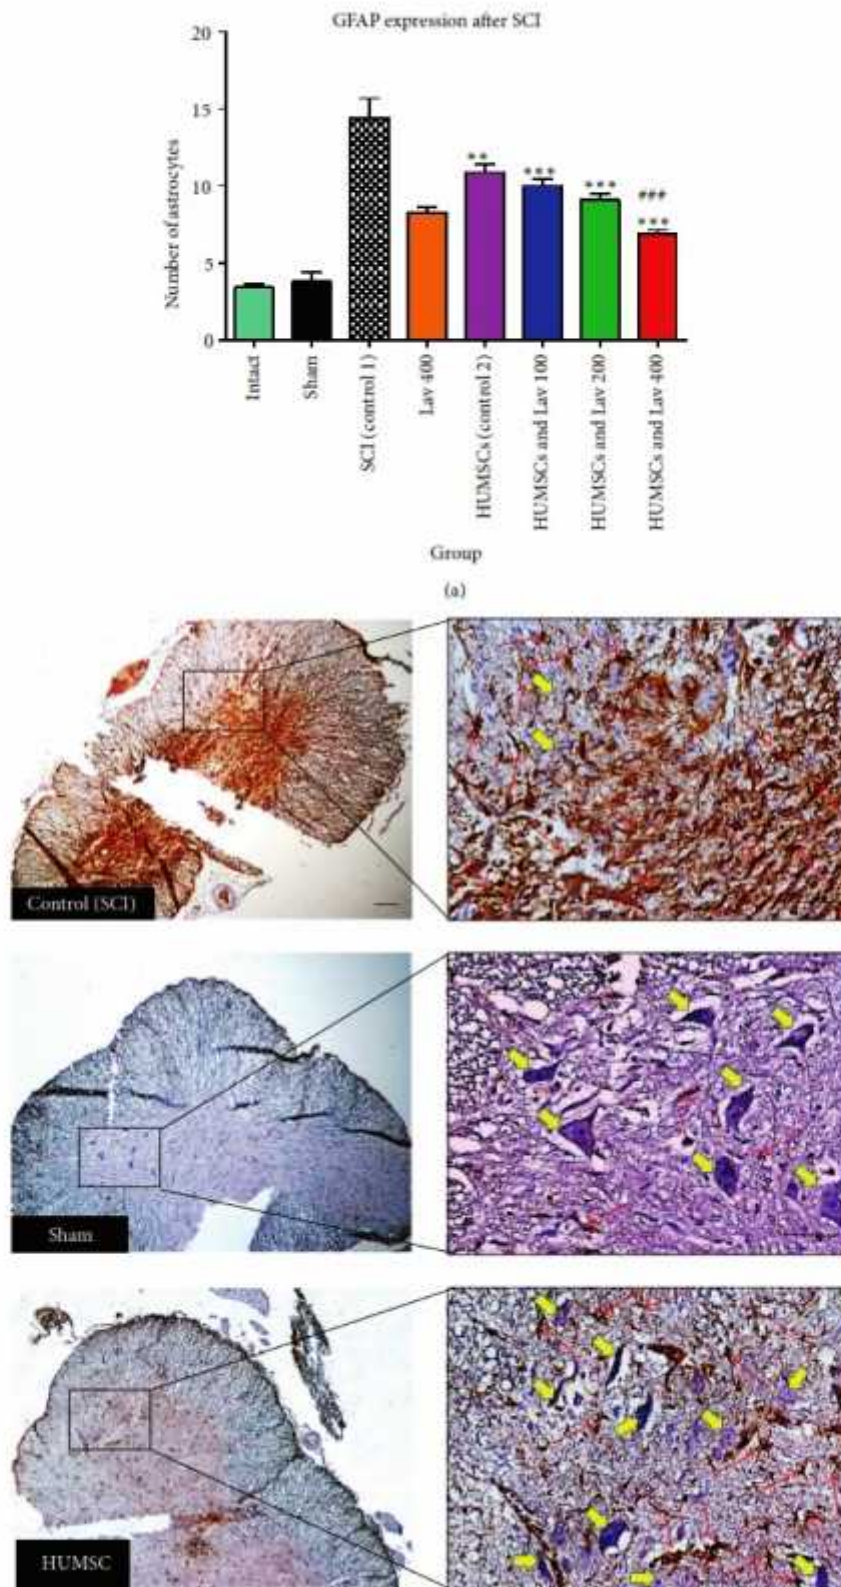 GFAP expression after SCI
20
15
10
5
0
Number of astrocytes
**
***
***
###
***
Intact
Sham
SCI (control 1)
Lav 400
HUMSCs (control 2)
HUMSCs and Lav 100
HUMSCs and Lav 200
HUMSCs and Lav 400
Group
(a)
Control (SCI)
Sham
HUMSC